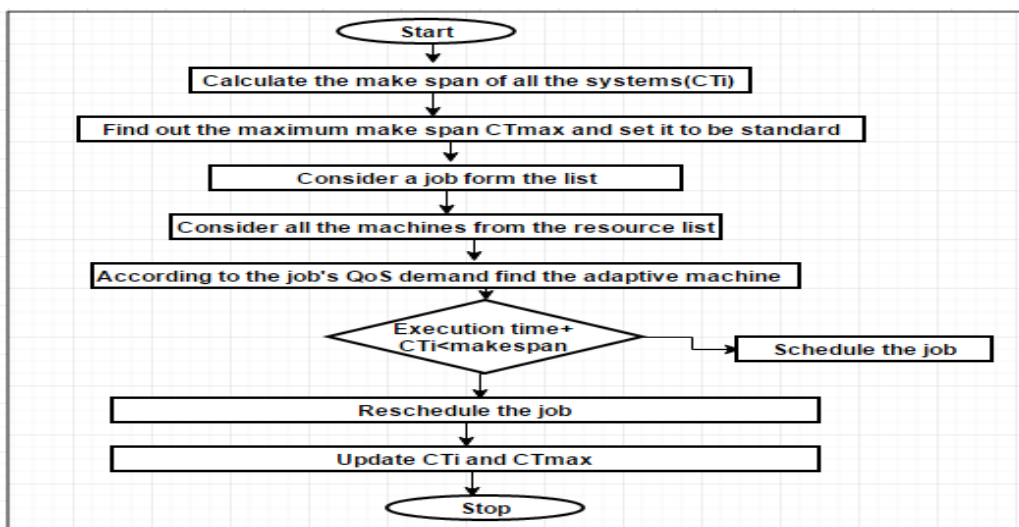 Start
Calculate the make span of all the systems(CTi)
Find out the maximum make span CTmax and set it to be standard
Consider a job form the list
Consider all the machines from the resource list
According to the job's QoS demand find the adaptive machine
Execution time+
CTi<makespan
Schedule the job
Reschedule the job
Update CTi and CTmax
Stop